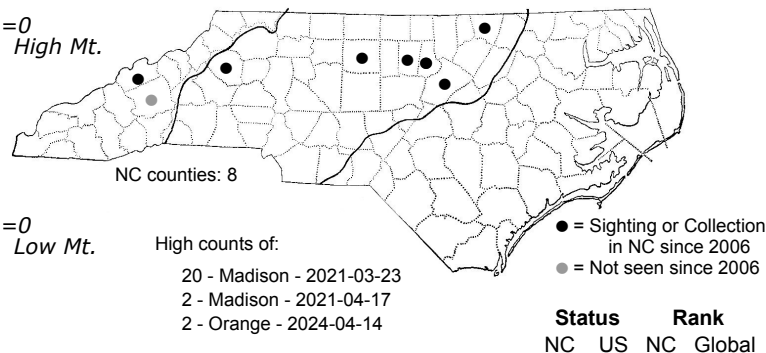 =0
High Mt.
NC counties: 8
=0
Low Mt.
High counts of:
20 - Madison - 2021-03-23
2 - Madison - 2021-04-17
2 - Orange - 2024-04-14
= Sighting or Collection
in NC since 2006
= Not seen since 2006
Status Rank
NC US NC Global